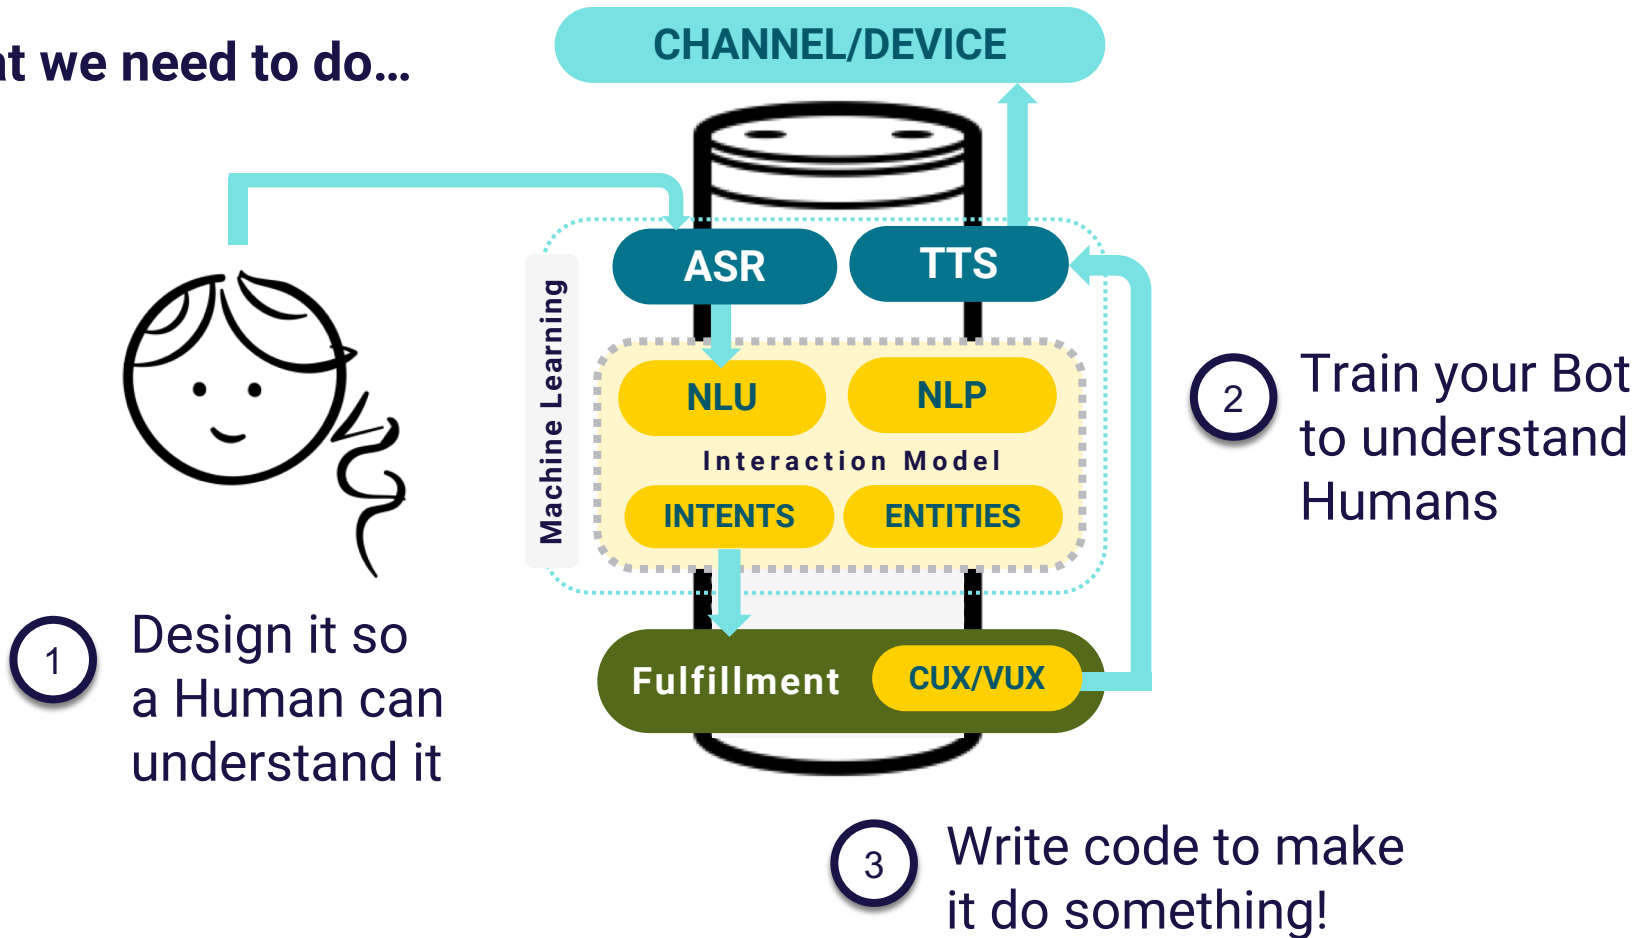 we need to do...
CHANNEL/DEVICE
ASR
TTS
Machine Learning
NLU
NLP
Interaction Model
INTENTS
ENTITIES
Fulfillment
CUX/VUX
1
Design it so
a Human can
understand it
2
Train your Bot
to understand
Humans
3
Write code to make
it do something!